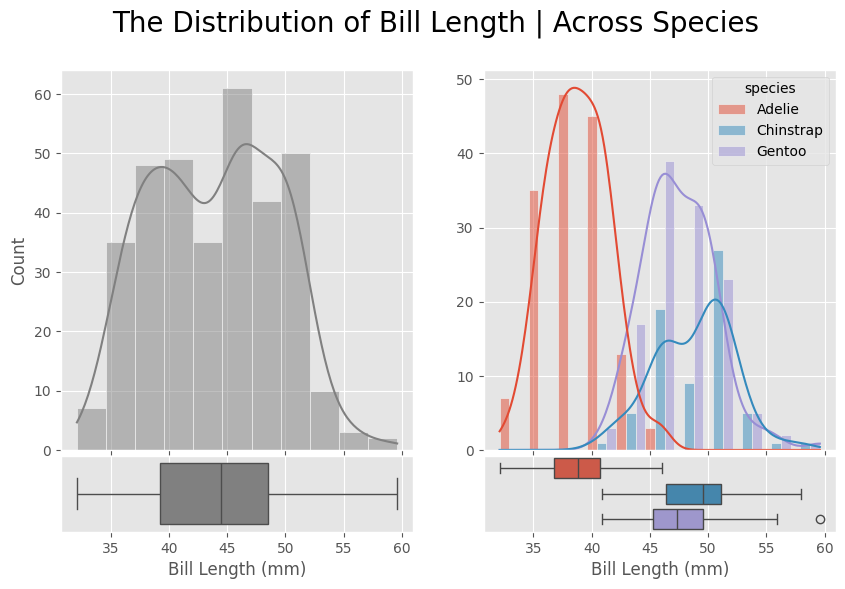 The Distribution of Bill Length | Across Species
60
50
40
30
20
10
0
Count
35 40 45 50 55 60
Bill Length (mm)
50
40
30
20
10
0
species
Adelie
Chinstrap
Gentoo
35 40 45 50 55 60
Bill Length (mm)